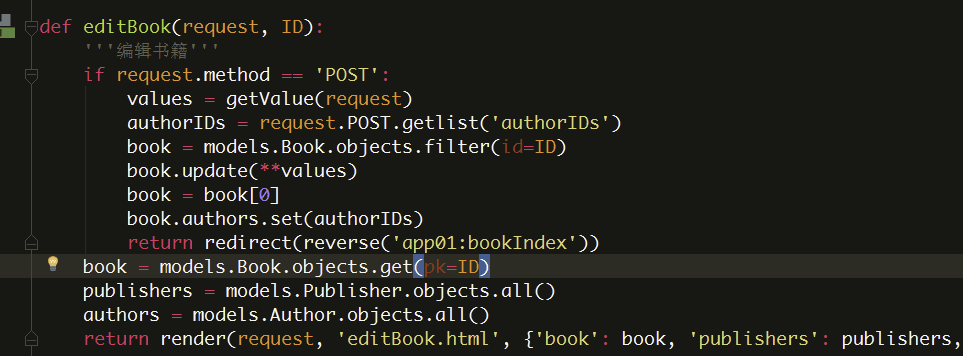 def editBook(request, ID):
    '''编辑书籍'''
    if request.method == 'POST':
        values = getValue(request)
        authorIDs = request.POST.getlist('authorIDs')
        book = models.Book.objects.filter(id=ID)
        book.update(**values)
        book = book[0]
        book.authors.set(authorIDs)
        return redirect(reverse('app01:bookIndex'))
    book = models.Book.objects.get(pk=ID)
    publishers = models.Publisher.objects.all()
    authors = models.Author.objects.all()
    return render(request, 'editBook.html', {'book': book, 'publishers': publishers,